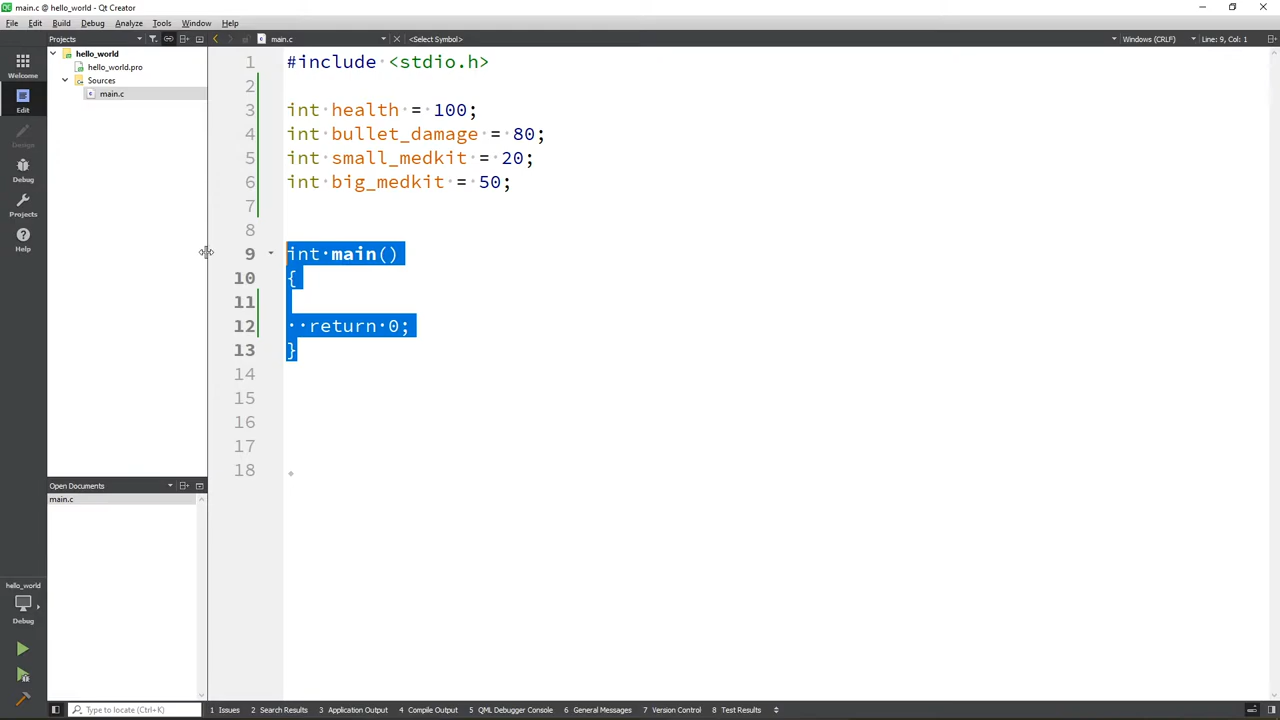 main.c @ hello_world - Qt Creator
File Edit Build Debug Analyze Tools Window Help
Projects
main.c
<Select Symbol>
Windows (CRLF)
Line: 9, Col: 1
hello_world
hello_world.pro
Sources
main.c
Welcome
Edit
Design
Debug
Projects
Help
1 #include <stdio.h>
2
3 int health = 100;
4 int bullet_damage = 80;
5 int small_medkit = 20;
6 int big_medkit = 50;
7
8
9 int main()
10 {
11
12 return 0;
13 }
14
15
16
17
18
Open Documents
main.c
hello_world
Debug
Type to locate (Ctrl+K)
1 Issues 2 Search Results 3 Application Output 4 Compile Output 5 QML Debugger Console 6 General Messages 7 Version Control 8 Test Results